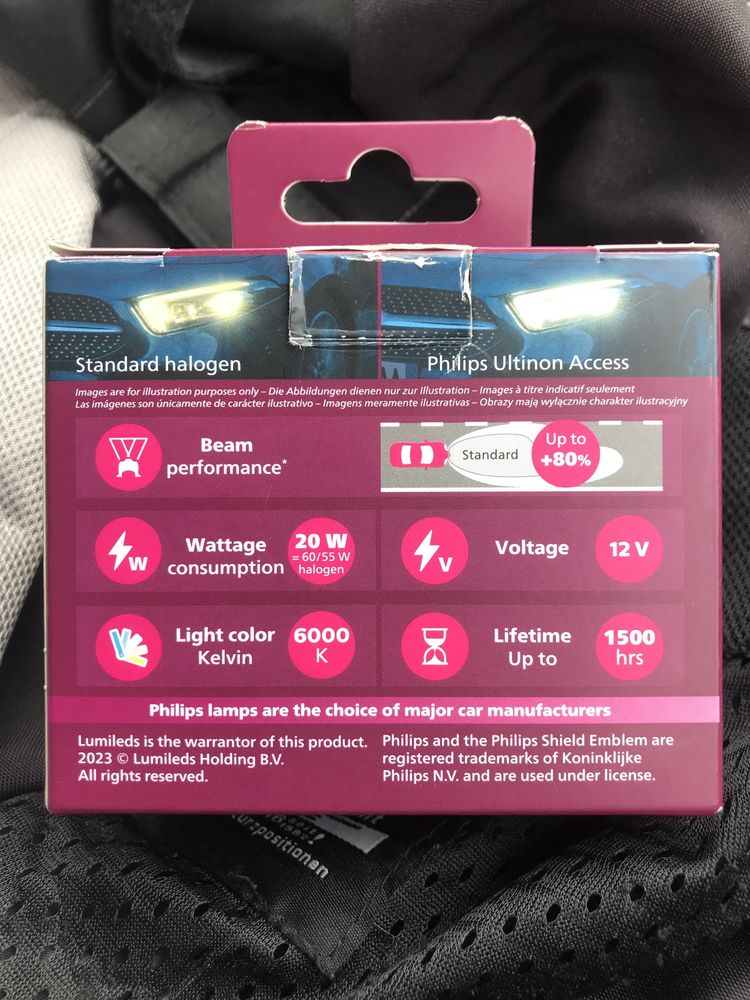 Standard halogen
Philips Ultinon Access
Images are for illustration purposes only – Die Abbildungen dienen nur zur Illustration – Images à titre indicatif seulement
Las imágenes son únicamente de carácter ilustrativo – Imagens meramente ilustrativas – Obrazy mają wyłącznie charakter ilustracyjny
Beam
performance*
Standard
Up to
+80%
W
Wattage
consumption
20 W
= 60/55 W
halogen
V
Voltage
12 V
Light color
Kelvin
6000
K
Lifetime
Up to
1500
hrs
Philips lamps are the choice of major car manufacturers
Lumileds is the warrantor of this product.
2023 © Lumileds Holding B.V.
All rights reserved.
Philips and the Philips Shield Emblem are
registered trademarks of Koninklijke
Philips N.V. and are used under license.
urzpositionen